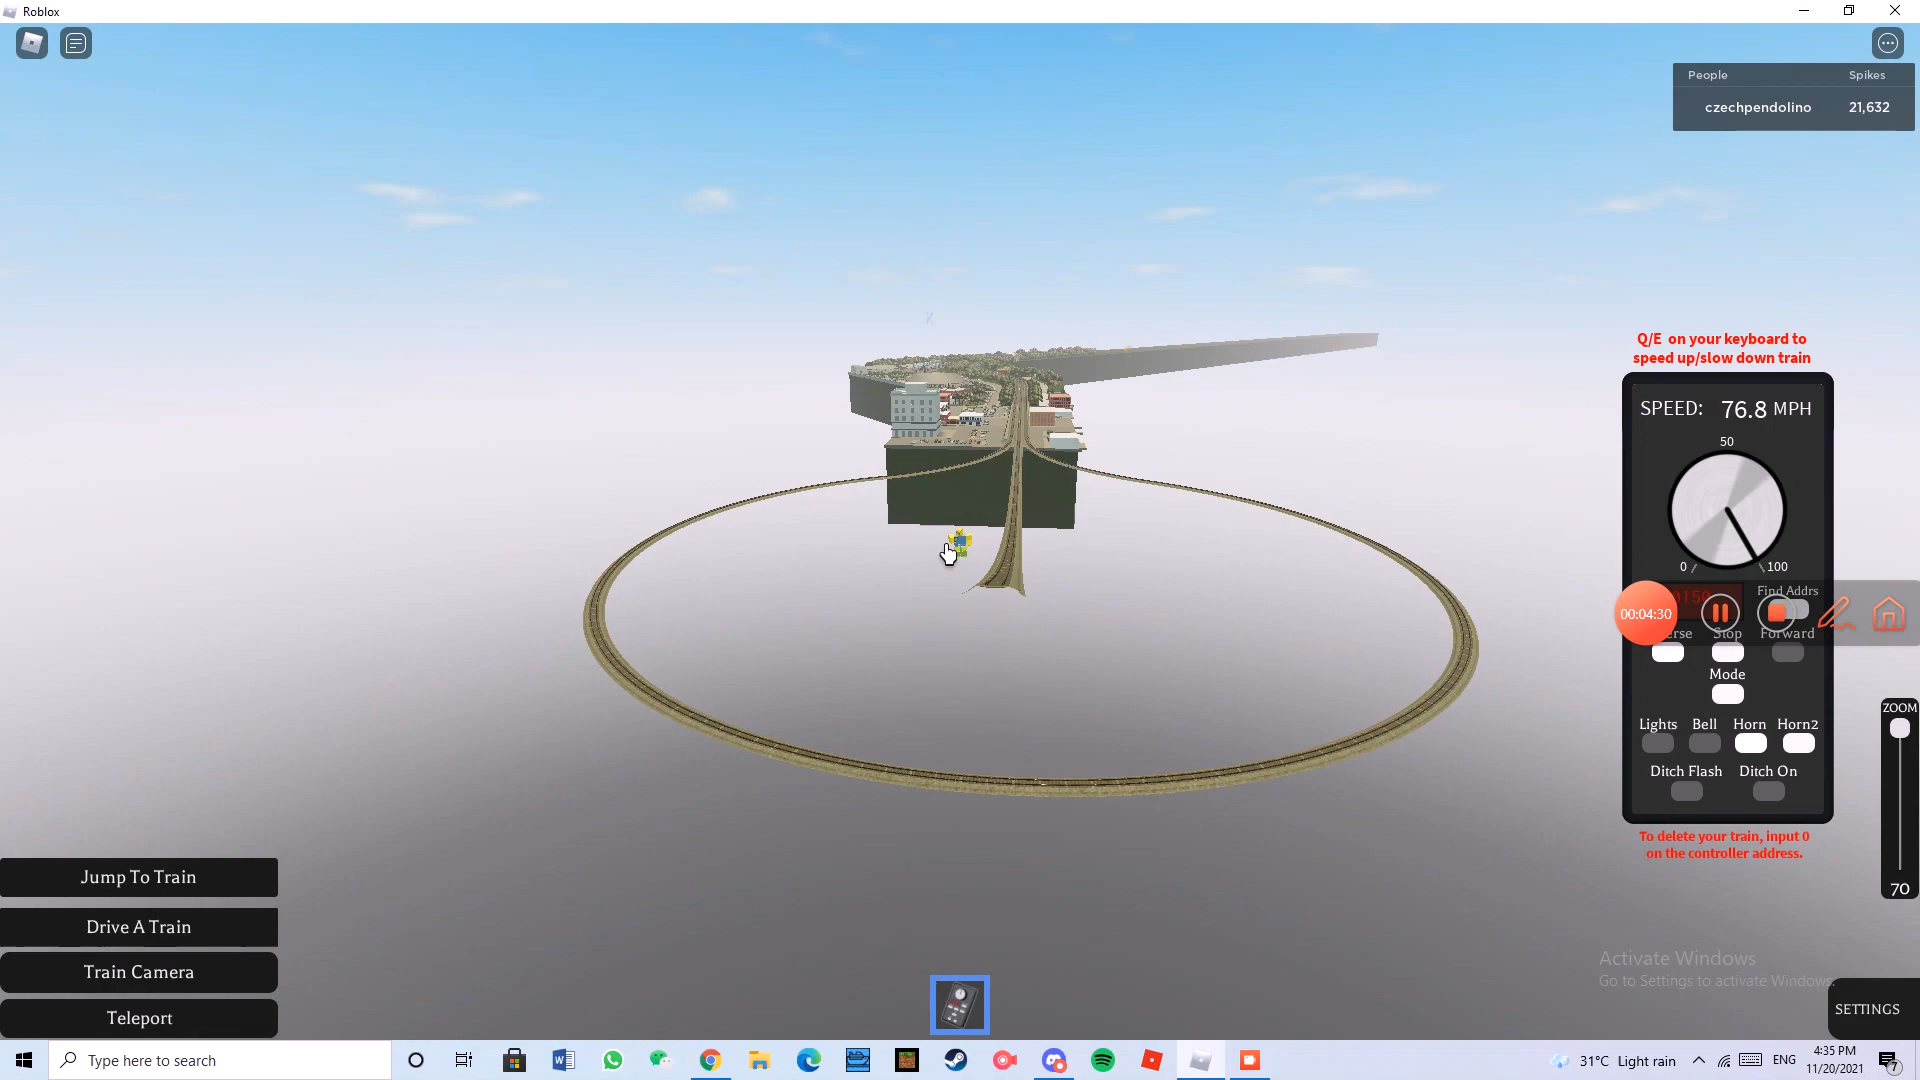 Roblox
People Spikes
czechpendolino 21,632
Q/E on your keyboard to
speed up/slow down train
SPEED: 76.8 MPH
50
0 / \ 100
Find Addrs
00:04:30
Stop Forward
Mode
Lights Bell Horn Horn2
Ditch Flash Ditch On
To delete your train, input 0
on the controller address.
ZOOM
70
Jump To Train
Drive A Train
Train Camera
Teleport
Activate Windows
Go to Settings to activate Windows.
SETTINGS
Type here to search
31°C Light rain
ENG
4:35 PM
11/20/2021
7